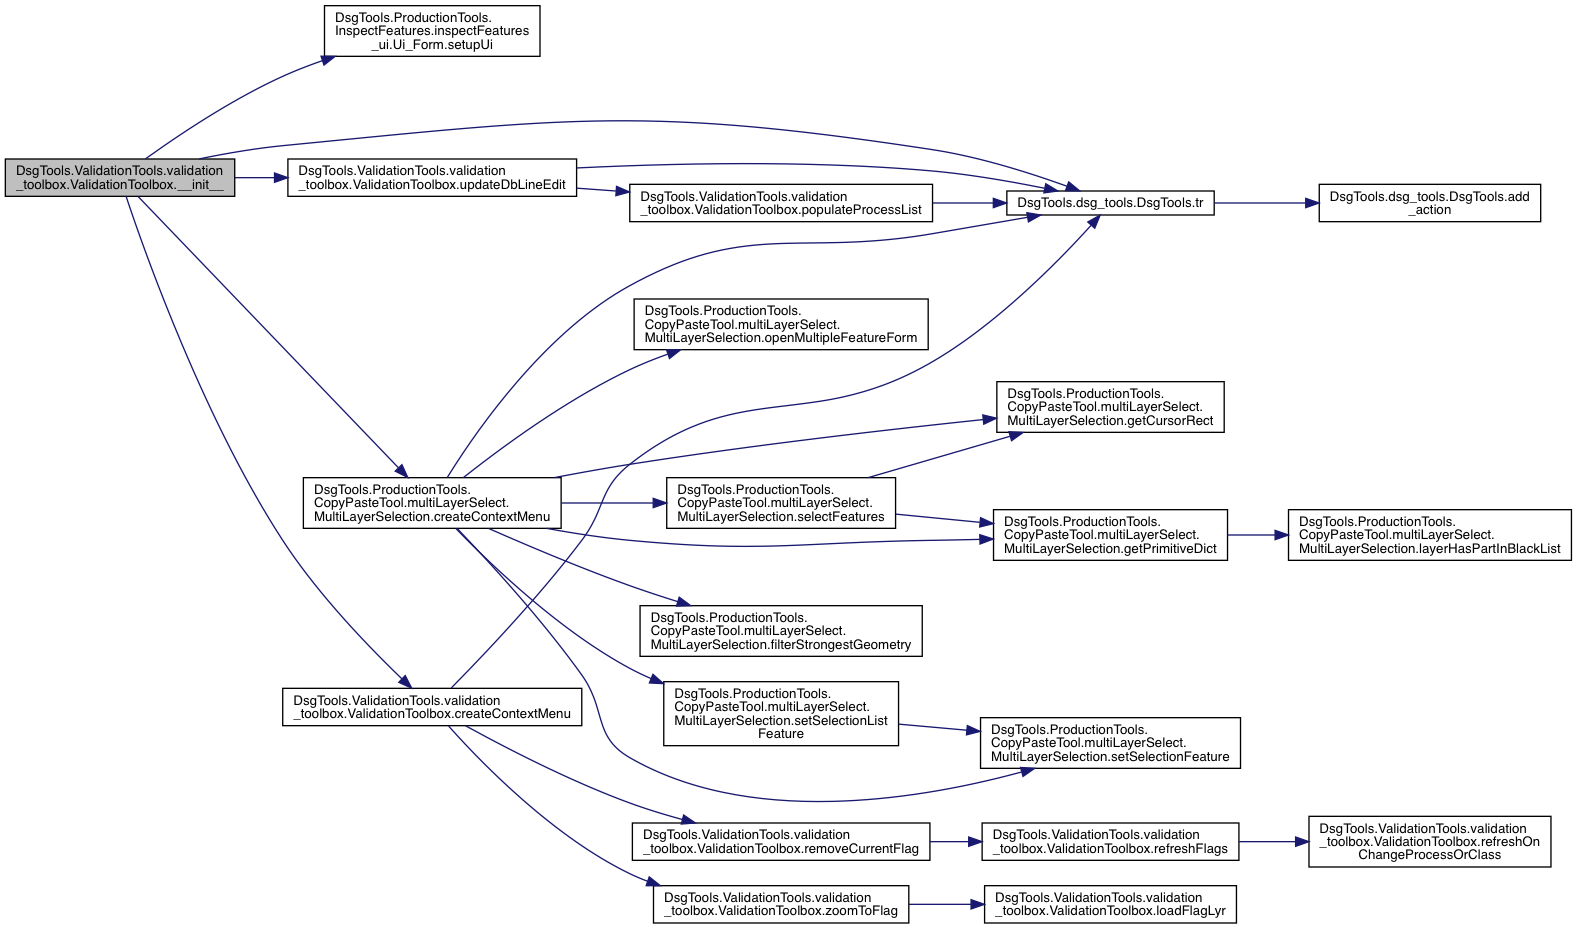 DsgTools.ProductionTools.
InspectFeatures.inspectFeatures
_ui.Ui_Form.setupUi
DsgTools.ValidationTools.validation
_toolbox.ValidationToolbox.__init__
DsgTools.ValidationTools.validation
_toolbox.ValidationToolbox.updateDbLineEdit
DsgTools.ValidationTools.validation
_toolbox.ValidationToolbox.populateProcessList
DsgTools.dsg_tools.DsgTools.tr
DsgTools.dsg_tools.DsgTools.add
_action
DsgTools.ProductionTools.
CopyPasteTool.multiLayerSelect.
MultiLayerSelection.openMultipleFeatureForm
DsgTools.ProductionTools.
CopyPasteTool.multiLayerSelect.
MultiLayerSelection.getCursorRect
DsgTools.ProductionTools.
CopyPasteTool.multiLayerSelect.
MultiLayerSelection.createContextMenu
DsgTools.ProductionTools.
CopyPasteTool.multiLayerSelect.
MultiLayerSelection.selectFeatures
DsgTools.ProductionTools.
CopyPasteTool.multiLayerSelect.
MultiLayerSelection.getPrimitiveDict
DsgTools.ProductionTools.
CopyPasteTool.multiLayerSelect.
MultiLayerSelection.layerHasPartInBlackList
DsgTools.ProductionTools.
CopyPasteTool.multiLayerSelect.
MultiLayerSelection.filterStrongestGeometry
DsgTools.ValidationTools.validation
_toolbox.ValidationToolbox.createContextMenu
DsgTools.ProductionTools.
CopyPasteTool.multiLayerSelect.
MultiLayerSelection.setSelectionList
Feature
DsgTools.ProductionTools.
CopyPasteTool.multiLayerSelect.
MultiLayerSelection.setSelectionFeature
DsgTools.ValidationTools.validation
_toolbox.ValidationToolbox.removeCurrentFlag
DsgTools.ValidationTools.validation
_toolbox.ValidationToolbox.refreshFlags
DsgTools.ValidationTools.validation
_toolbox.ValidationToolbox.refreshOn
ChangeProcessOrClass
DsgTools.ValidationTools.validation
_toolbox.ValidationToolbox.zoomToFlag
DsgTools.ValidationTools.validation
_toolbox.ValidationToolbox.loadFlagLyr